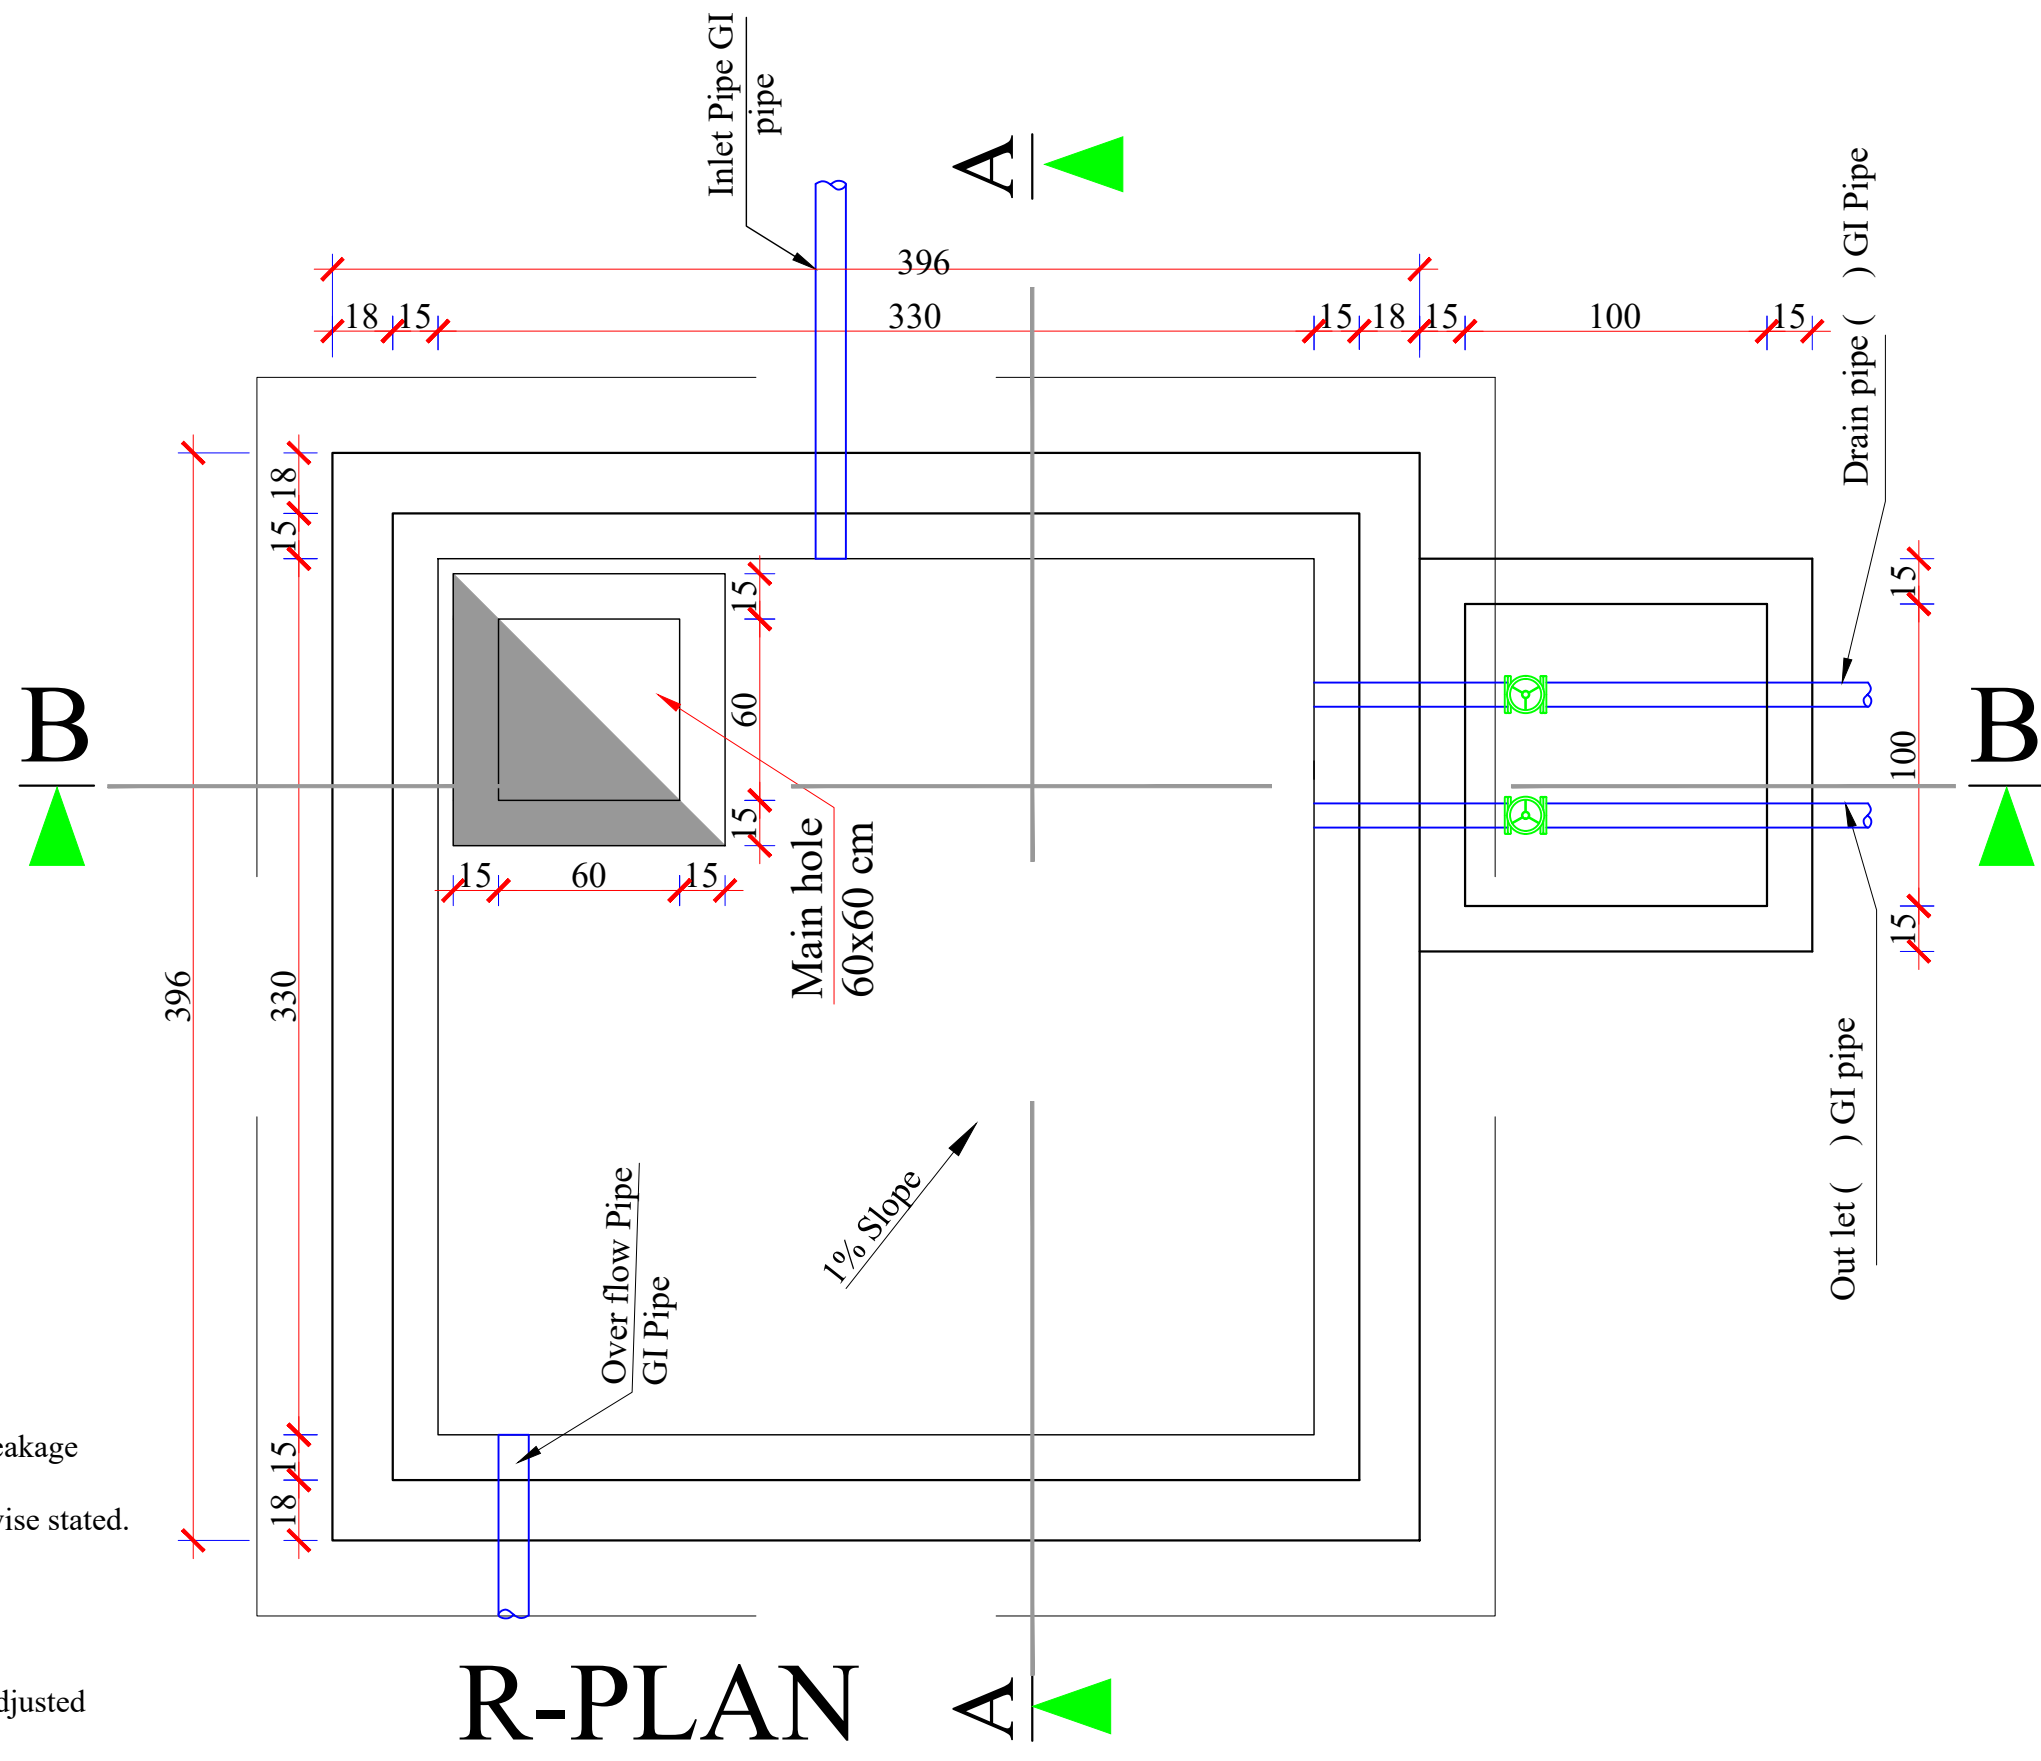 Inlet Pipe GI
pipe
A
Drain pipe (    ) GI Pipe
396
18
15
330
15
18
15
100
15
18
15
15
15
60
100
B
B
15
15
60
15
15
Main hole
60x60 cm
396
330
Out let (    ) GI pipe
1% Slope
Over flow Pipe
GI Pipe
15
18
eakage
vise stated.
djusted
R-PLAN
A